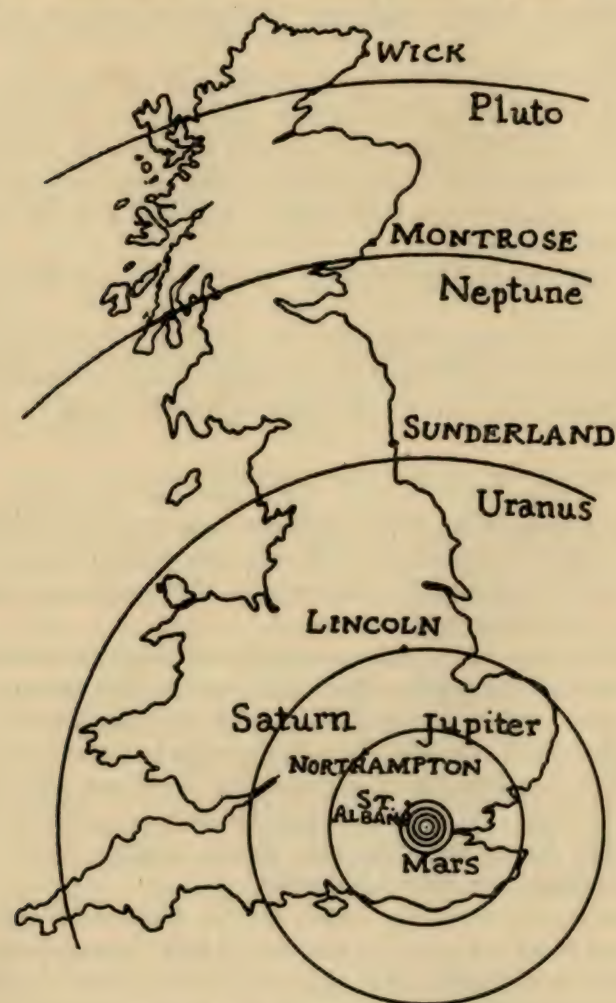 WICK
Pluto
MONTROSE
Neptune
SUNDERLAND
Uranus
LINCOLN
Saturn
Jupiter
NORTHAMPTON
ST.
ALBANS
Mars